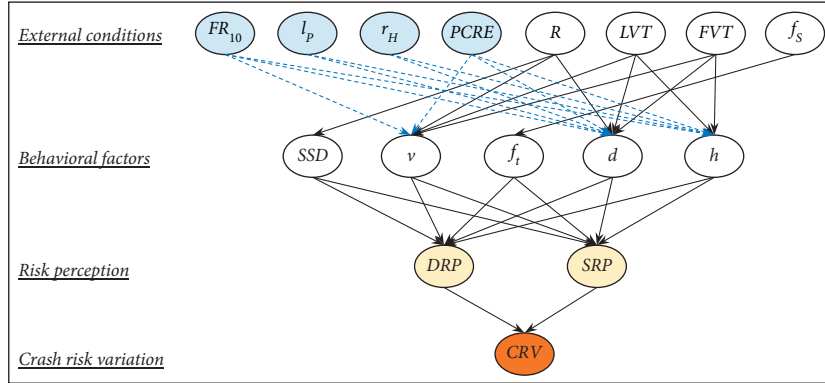 External conditions FR10 lP rH PCRE R LVT FVT fS
Behavioral factors SSD v ft d h
Risk perception DRP SRP
Crash risk variation CRV